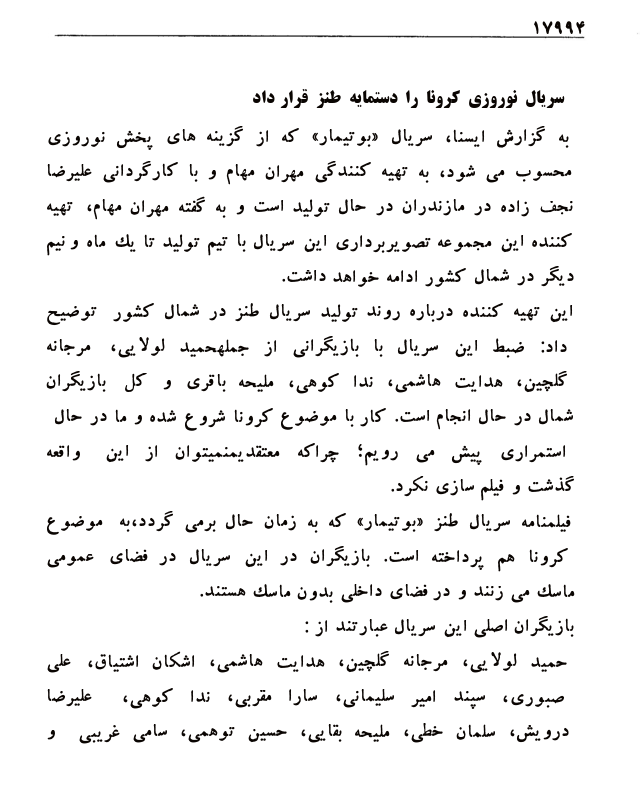 ۱۷۹۹۴
سریال نوروزی کرونا را دستمایه طنز قرار داد
به گزارش ایسنا، سریال «بوتیمار» که از گزینه های پخش نوروزی
محسوب می شود، به تهیه کنندگی مهران مهام و با کارگردانی علیرضا
نجف زاده در مازندران در حال تولید است و به گفته مهران مهام، تهیه
کننده این مجموعه تصویربرداری این سریال با تیم تولید تا یك ماه و نیم
دیگر در شمال کشور ادامه خواهد داشت.
این تهیه کننده درباره روند تولید سریال طنز در شمال کشور توضیح
داد: ضبط این سریال با بازیگرانی از جملهحمید لولایی، مرجانه
گلچین، هدایت هاشمی، ندا کوهی، ملیحه باقری و کل بازیگران
شمال در حال انجام است. کار با موضوع کرونا شروع شده و ما در حال
استمراری پیش می رویم؛ چراکه معتقدیمنمیتوان از این واقعه
گذشت و فیلم سازی نکرد.
فیلمنامه سریال طنز «بوتیمار» که به زمان حال برمی گردد،به موضوع
کرونا هم پرداخته است. بازیگران در این سریال در فضای عمومی
ماسك می زنند و در فضای داخلی بدون ماسك هستند.
بازیگران اصلی این سریال عبارتند از :
حمید لولایی، مرجانه گلچین، هدایت هاشمی، اشکان اشتیاق، علی
صبوری، سپند امیر سلیمانی، سارا مقربی، ندا کوهی، علیرضا
درویش، سلمان خطی، ملیحه بقایی، حسین توهمی، سامی غریبی و